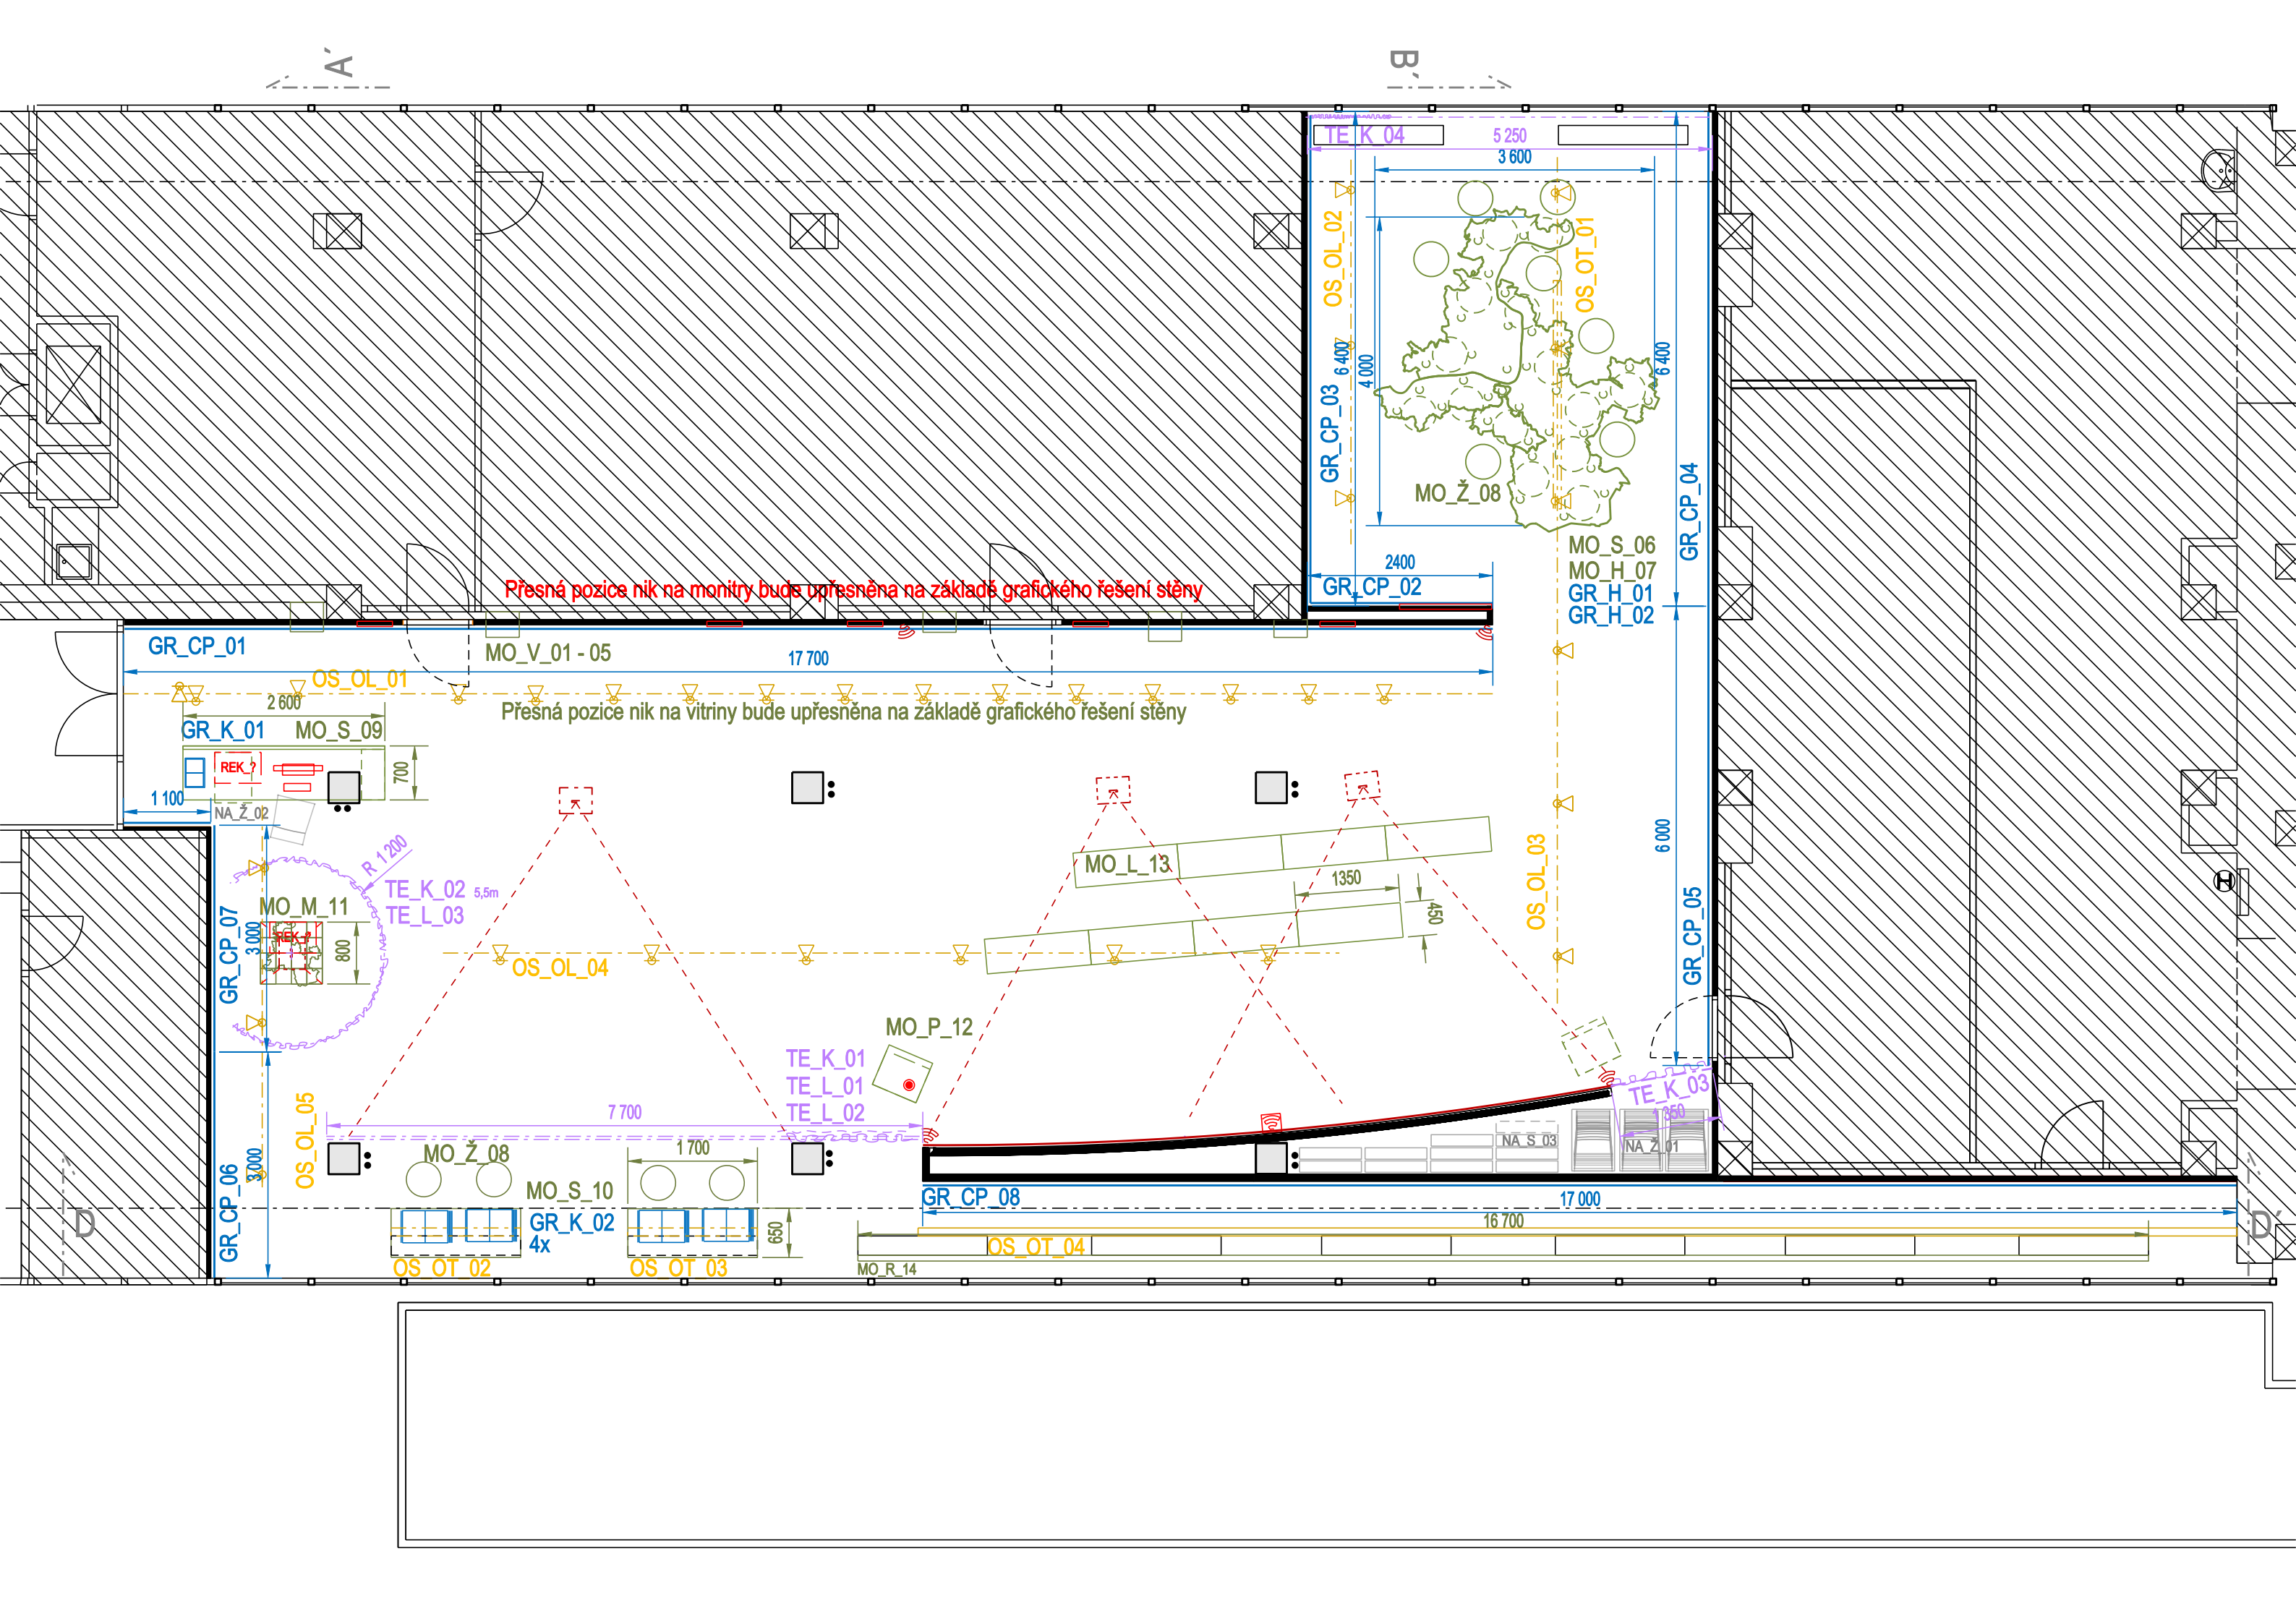 A´
B´
TE_K_04
5 250
3 600
OS_OL_02
OS_OT_01
6 400
4 000
6 400
GR_CP_03
GR_CP_04
MO_Ž_08
MO_S_06
MO_H_07
GR_H_01
GR_H_02
2400
GR_CP_02
Přesná pozice nik na monitry bude upřesněna na základě grafického řešení stěny
GR_CP_01
MO_V_01 - 05
17 700
OS_OL_01
2 600
Přesná pozice nik na vitriny bude upřesněna na základě grafického řešení stěny
GR_K_01
MO_S_09
REK_?
700
1 100
NA_Ž_02
R 1 200
TE_K_02 5,5m
TE_L_03
MO_M_11
REK_?
800
3 000
GR_CP_07
MO_L_13
1350
450
OS_OL_03
6 000
GR_CP_05
H
OS_OL_04
MO_P_12
TE_K_01
TE_L_01
TE_L_02
7 700
TE_K_03
1 350
NA_S_03
NA_Ž_01
OS_OL_05
3 000
GR_CP_06
MO_Ž_08
1 700
MO_S_10
GR_K_02
4x
650
OS_OT_02
OS_OT_03
GR_CP_08
17 000
16 700
OS_OT_04
MO_R_14
D
D´